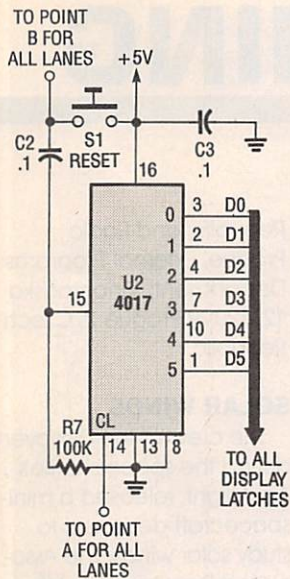 TO POINT
B FOR
ALL LANES
+5V
C2
.1
S1
RESET
C3
.1
16
0 3 D0
1 2 D1
U2
4017
2 4 D2
15
3 7 D3
4 10 D4
5 1 D5
R7
100K
CL
14 13 8
TO ALL
DISPLAY
LATCHES
TO POINT
A FOR ALL
LANES